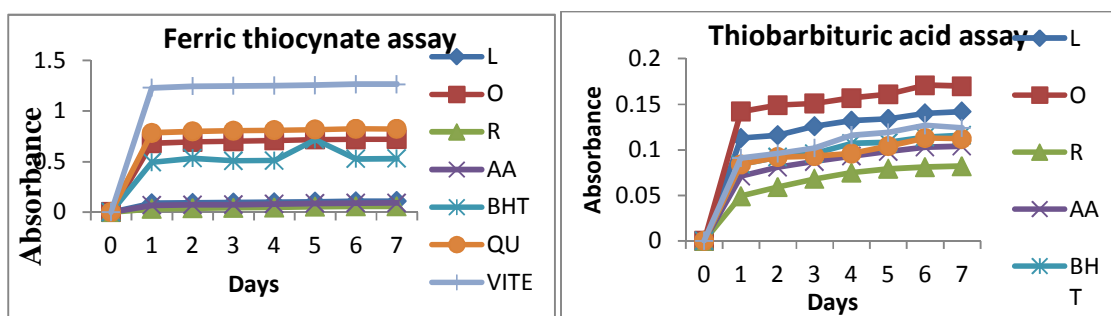 Ferric thiocynate assay
1.5
1
0.5
0
Absorbance
0 1 2 3 4 5 6 7
Days
L
O
R
AA
BHT
QU
VITE
Thiobarbituric acid assay
0.2
0.15
0.1
0.05
0
Absorbance
0 1 2 3 4 5 6 7
Days
L
O
R
AA
BH
T